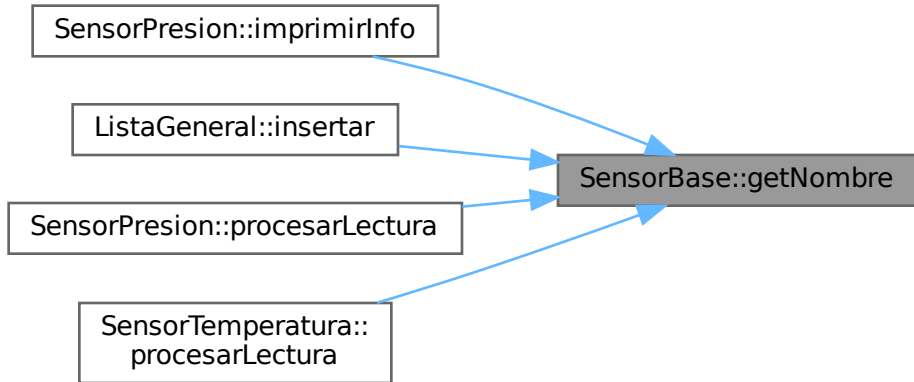 SensorPresion::imprimirInfo
ListaGeneral::insertar
SensorBase::getNombre
SensorPresion::procesarLectura
SensorTemperatura::
procesarLectura